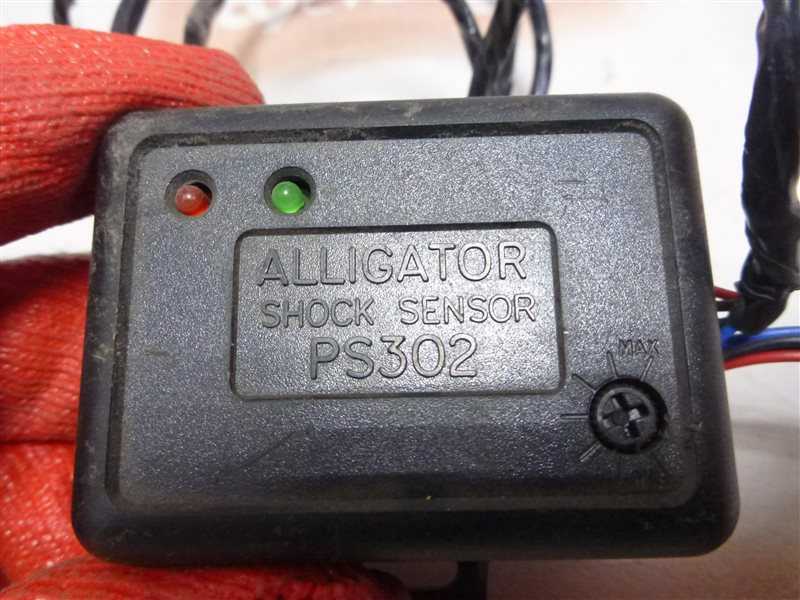 ALLIGATOR
SHOCK SENSOR
PS302
MAX